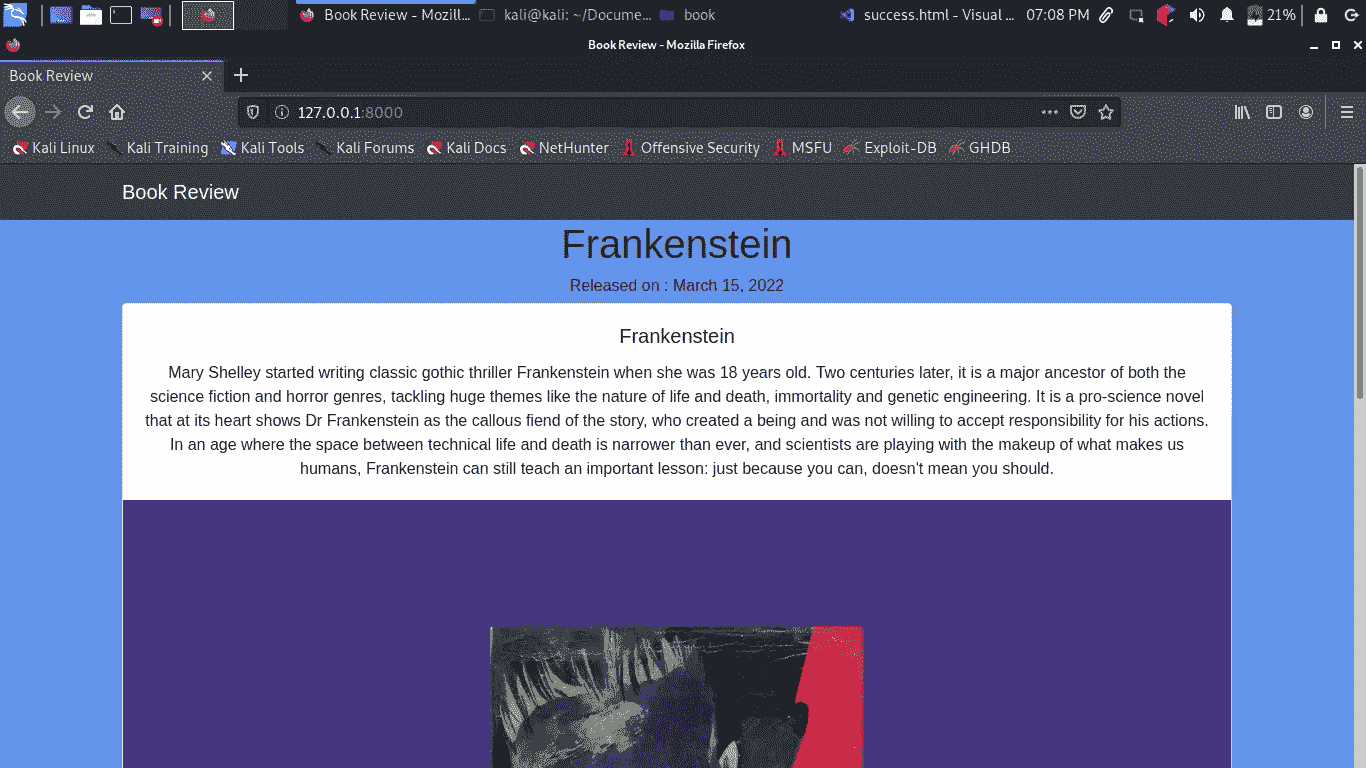 Book Review - Mozill... kali@kali: ~/Docume... book success.html - Visual ... 07:08 PM 21%
Book Review - Mozilla Firefox
Book Review
127.0.0.1:8000
Kali Linux Kali Training Kali Tools Kali Forums Kali Docs NetHunter Offensive Security MSFU Exploit-DB GHDB
Book Review
Frankenstein
Released on : March 15, 2022
Frankenstein
Mary Shelley started writing classic gothic thriller Frankenstein when she was 18 years old. Two centuries later, it is a major ancestor of both the
science fiction and horror genres, tackling huge themes like the nature of life and death, immortality and genetic engineering. It is a pro-science novel
that at its heart shows Dr Frankenstein as the callous fiend of the story, who created a being and was not willing to accept responsibility for his actions.
In an age where the space between technical life and death is narrower than ever, and scientists are playing with the makeup of what makes us
humans, Frankenstein can still teach an important lesson: just because you can, doesn't mean you should.